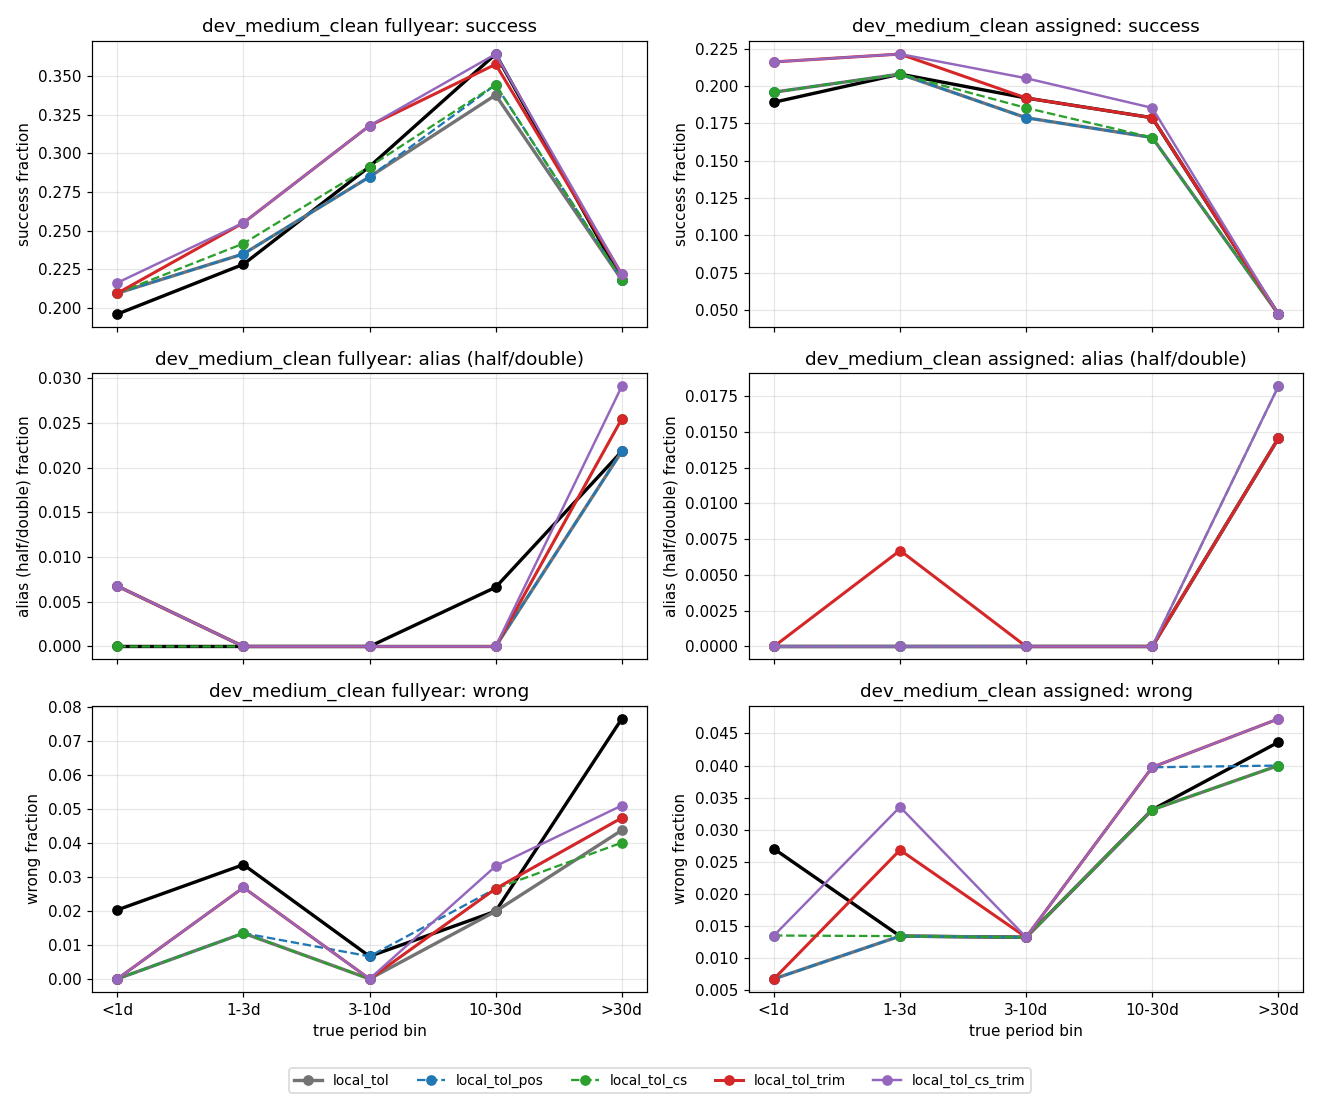 dev_medium_clean fullyear: success
success fraction
0.350
0.325
0.300
0.275
0.250
0.225
0.200
dev_medium_clean assigned: success
success fraction
0.225
0.200
0.175
0.150
0.125
0.100
0.075
0.050
dev_medium_clean fullyear: alias (half/double)
alias (half/double) fraction
0.030
0.025
0.020
0.015
0.010
0.005
0.000
dev_medium_clean assigned: alias (half/double)
alias (half/double) fraction
0.0175
0.0150
0.0125
0.0100
0.0075
0.0050
0.0025
0.0000
dev_medium_clean fullyear: wrong
wrong fraction
0.08
0.07
0.06
0.05
0.04
0.03
0.02
0.01
0.00
<1d 1-3d 3-10d 10-30d >30d
true period bin
dev_medium_clean assigned: wrong
wrong fraction
0.045
0.040
0.035
0.030
0.025
0.020
0.015
0.010
0.005
<1d 1-3d 3-10d 10-30d >30d
true period bin
local_tol local_tol_pos local_tol_cs local_tol_trim local_tol_cs_trim